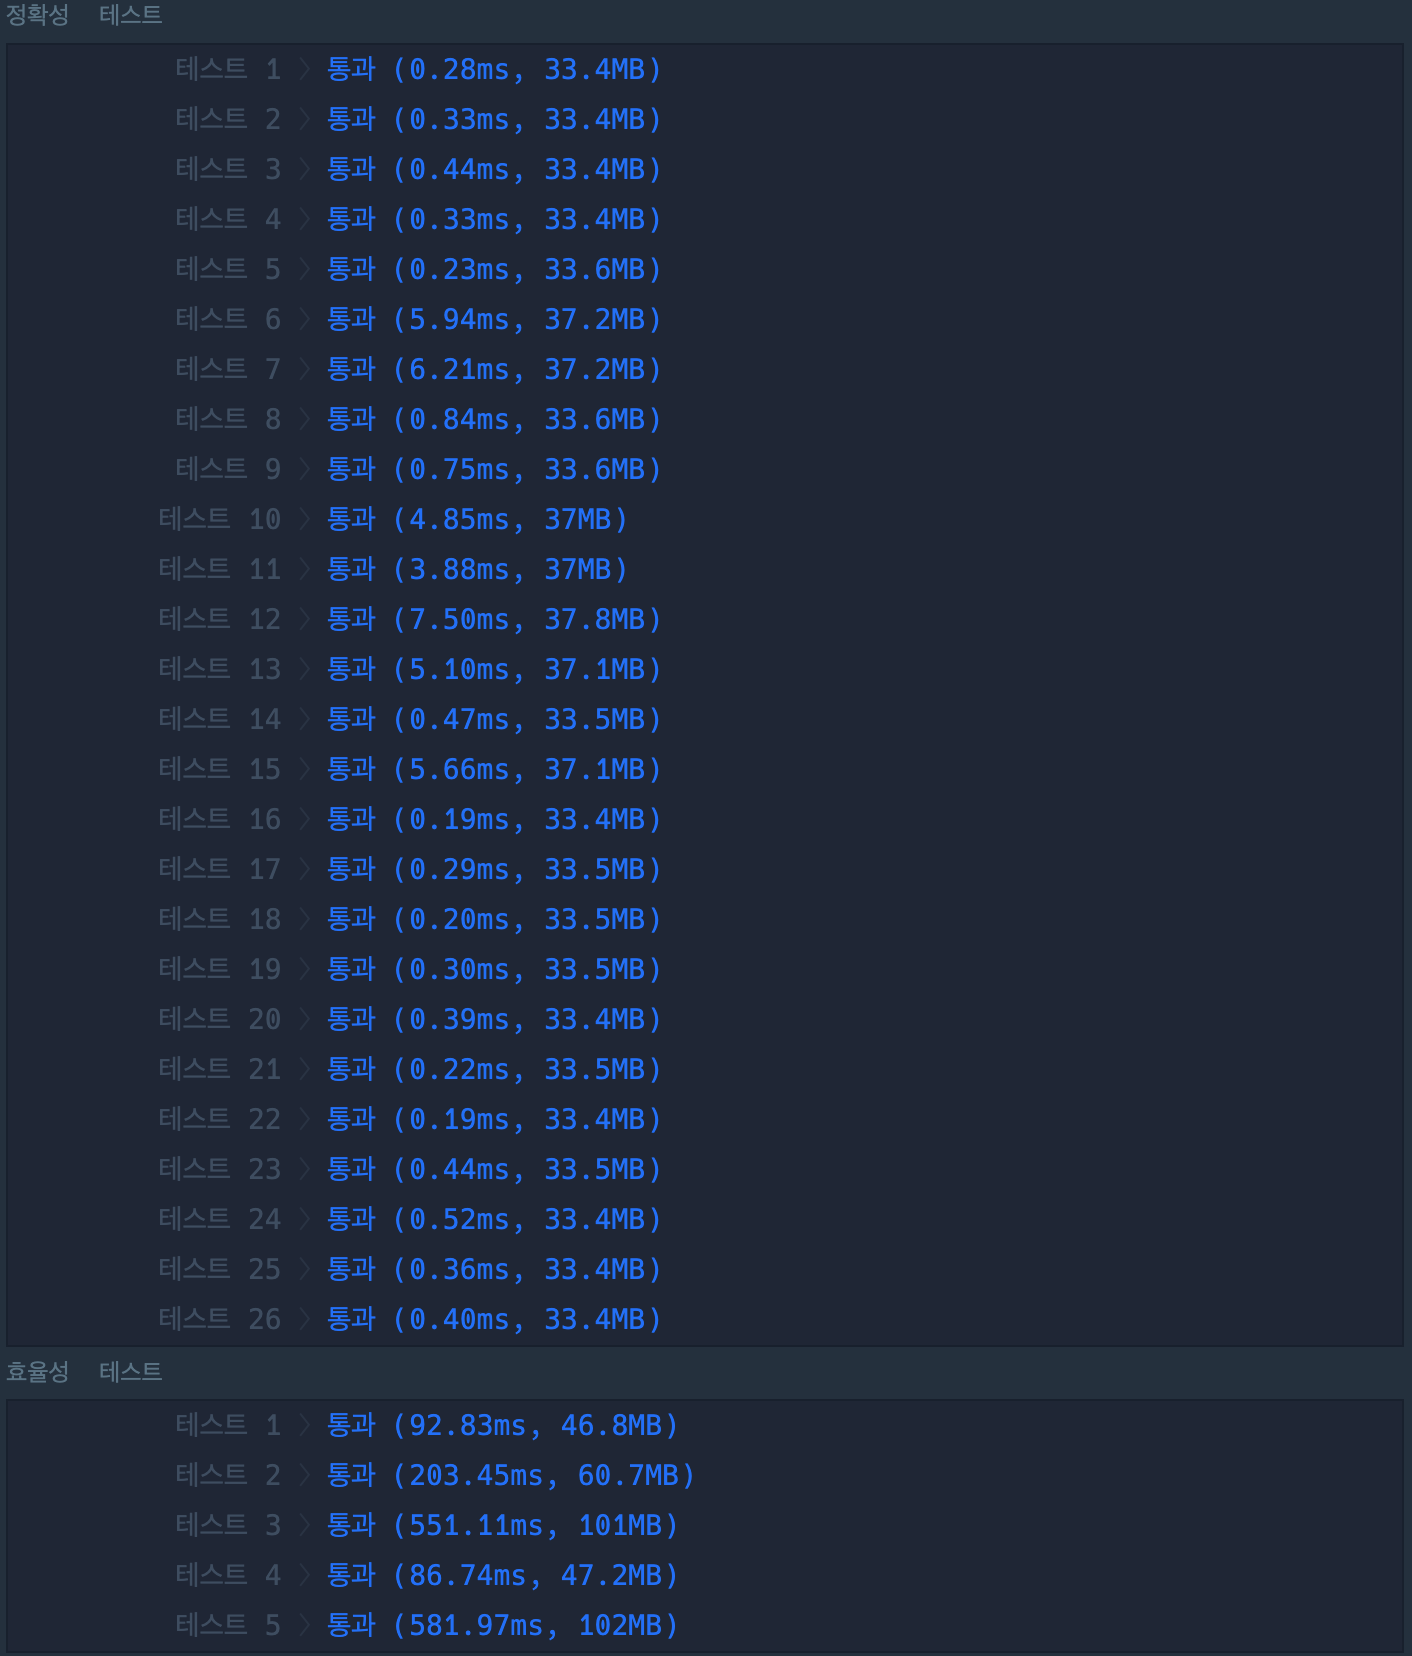 정확성 테스트
테스트 1 〉 통과 (0.28ms, 33.4MB)
테스트 2 〉 통과 (0.33ms, 33.4MB)
테스트 3 〉 통과 (0.44ms, 33.4MB)
테스트 4 〉 통과 (0.33ms, 33.4MB)
테스트 5 〉 통과 (0.23ms, 33.6MB)
테스트 6 〉 통과 (5.94ms, 37.2MB)
테스트 7 〉 통과 (6.21ms, 37.2MB)
테스트 8 〉 통과 (0.84ms, 33.6MB)
테스트 9 〉 통과 (0.75ms, 33.6MB)
테스트 10 〉 통과 (4.85ms, 37MB)
테스트 11 〉 통과 (3.88ms, 37MB)
테스트 12 〉 통과 (7.50ms, 37.8MB)
테스트 13 〉 통과 (5.10ms, 37.1MB)
테스트 14 〉 통과 (0.47ms, 33.5MB)
테스트 15 〉 통과 (5.66ms, 37.1MB)
테스트 16 〉 통과 (0.19ms, 33.4MB)
테스트 17 〉 통과 (0.29ms, 33.5MB)
테스트 18 〉 통과 (0.20ms, 33.5MB)
테스트 19 〉 통과 (0.30ms, 33.5MB)
테스트 20 〉 통과 (0.39ms, 33.4MB)
테스트 21 〉 통과 (0.22ms, 33.5MB)
테스트 22 〉 통과 (0.19ms, 33.4MB)
테스트 23 〉 통과 (0.44ms, 33.5MB)
테스트 24 〉 통과 (0.52ms, 33.4MB)
테스트 25 〉 통과 (0.36ms, 33.4MB)
테스트 26 〉 통과 (0.40ms, 33.4MB)
효율성 테스트
테스트 1 〉 통과 (92.83ms, 46.8MB)
테스트 2 〉 통과 (203.45ms, 60.7MB)
테스트 3 〉 통과 (551.11ms, 101MB)
테스트 4 〉 통과 (86.74ms, 47.2MB)
테스트 5 〉 통과 (581.97ms, 102MB)